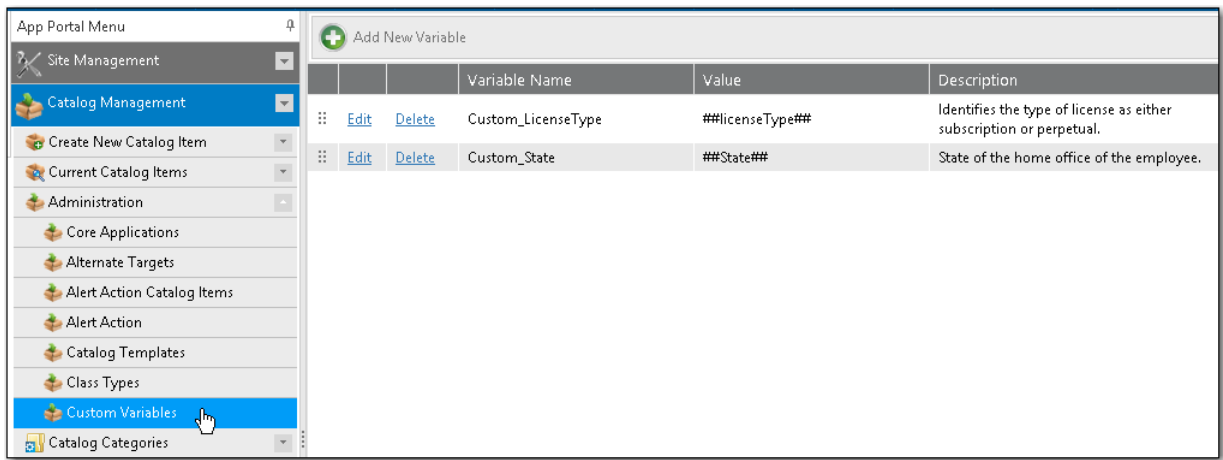 App Portal Menu
Site Management
Catalog Management
Create New Catalog Item
Current Catalog Items
Administration
Core Applications
Alternate Targets
Alert Action Catalog Items
Alert Action
Catalog Templates
Class Types
Custom Variables
Catalog Categories
Add New Variable
Variable Name Value Description
Edit Delete Custom_LicenseType ##licenseType## Identifies the type of license as either
subscription or perpetual.
Edit Delete Custom_State ##State## State of the home office of the employee.